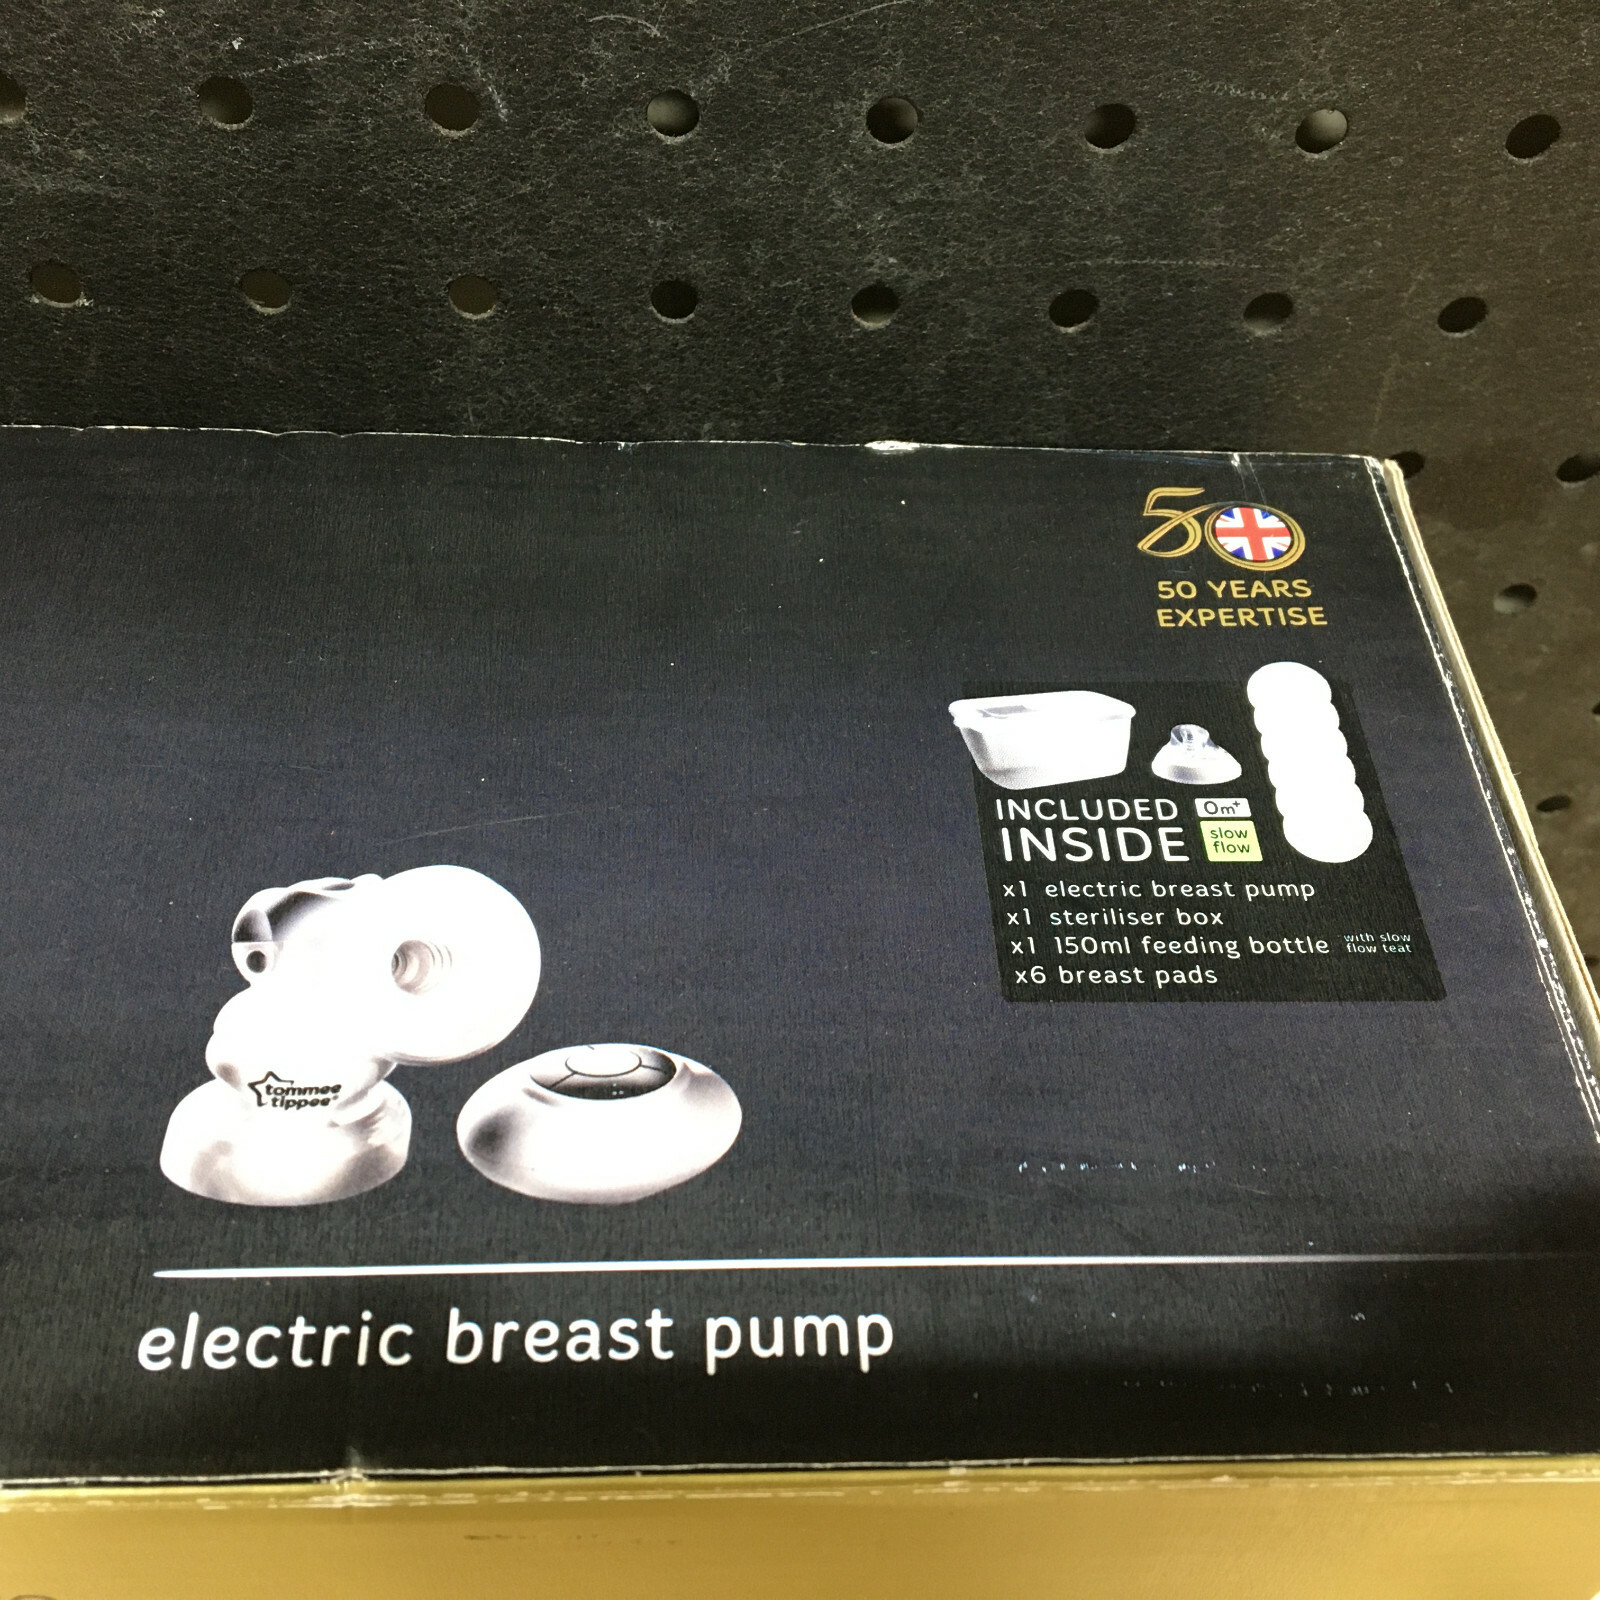 50
50 YEARS
EXPERTISE
INCLUDED
INSIDE
0m+
slow
flow
x1 electric breast pump
x1 steriliser box
x1 150ml feeding bottle with slow
flow teat
x6 breast pads
tommee
tippee
electric breast pump